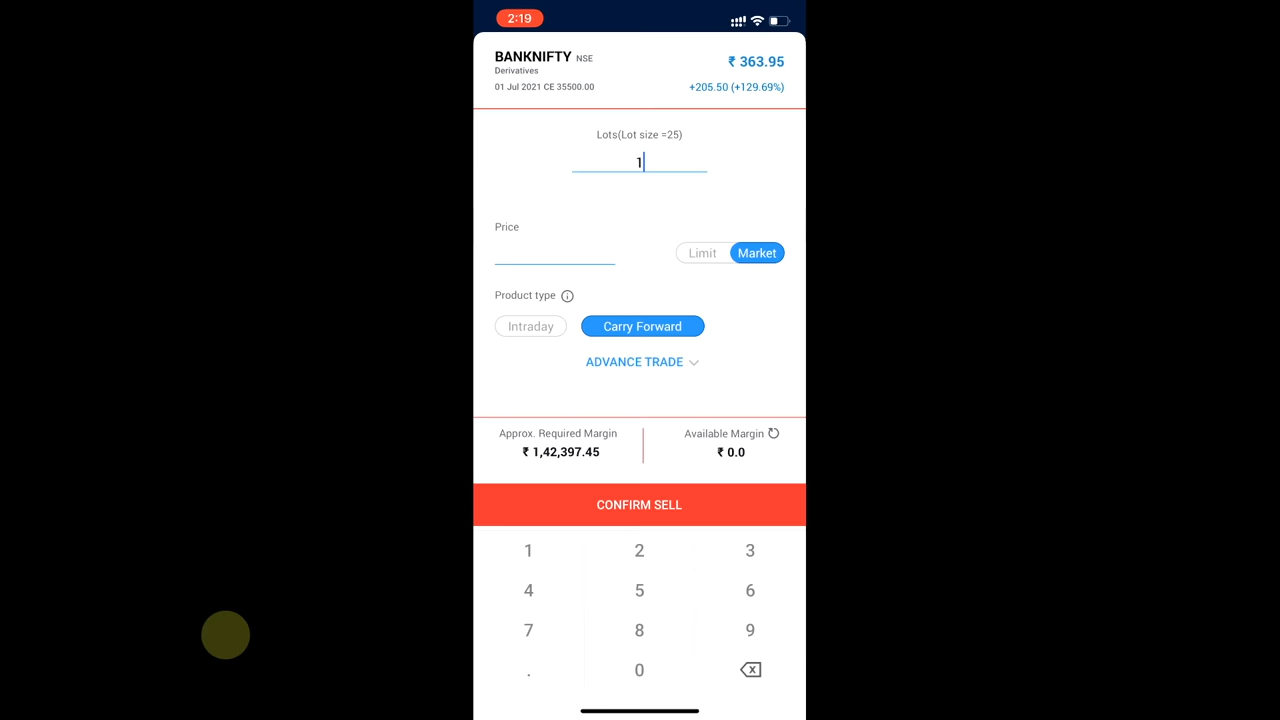 2:19
BANKNIFTY NSE
₹ 363.95
Derivatives
01 Jul 2021 CE 35500.00
+205.50 (+129.69%)
Lots(Lot size =25)
1
Price
Limit
Market
Product type
Intraday
Carry Forward
ADVANCE TRADE
Approx. Required Margin
Available Margin
₹ 1,42,397.45
₹ 0.0
CONFIRM SELL
1 2 3
4 5 6
7 8 9
. 0